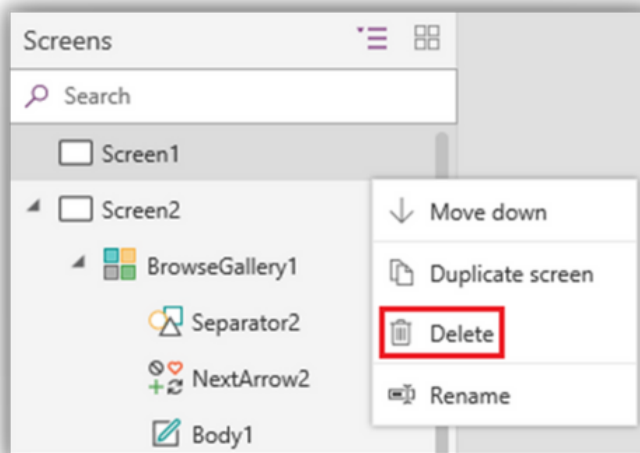 Screens
Search
Screen1
Screen2
BrowseGallery1
Separator2
NextArrow2
Body1
Move down
Duplicate screen
Delete
Rename